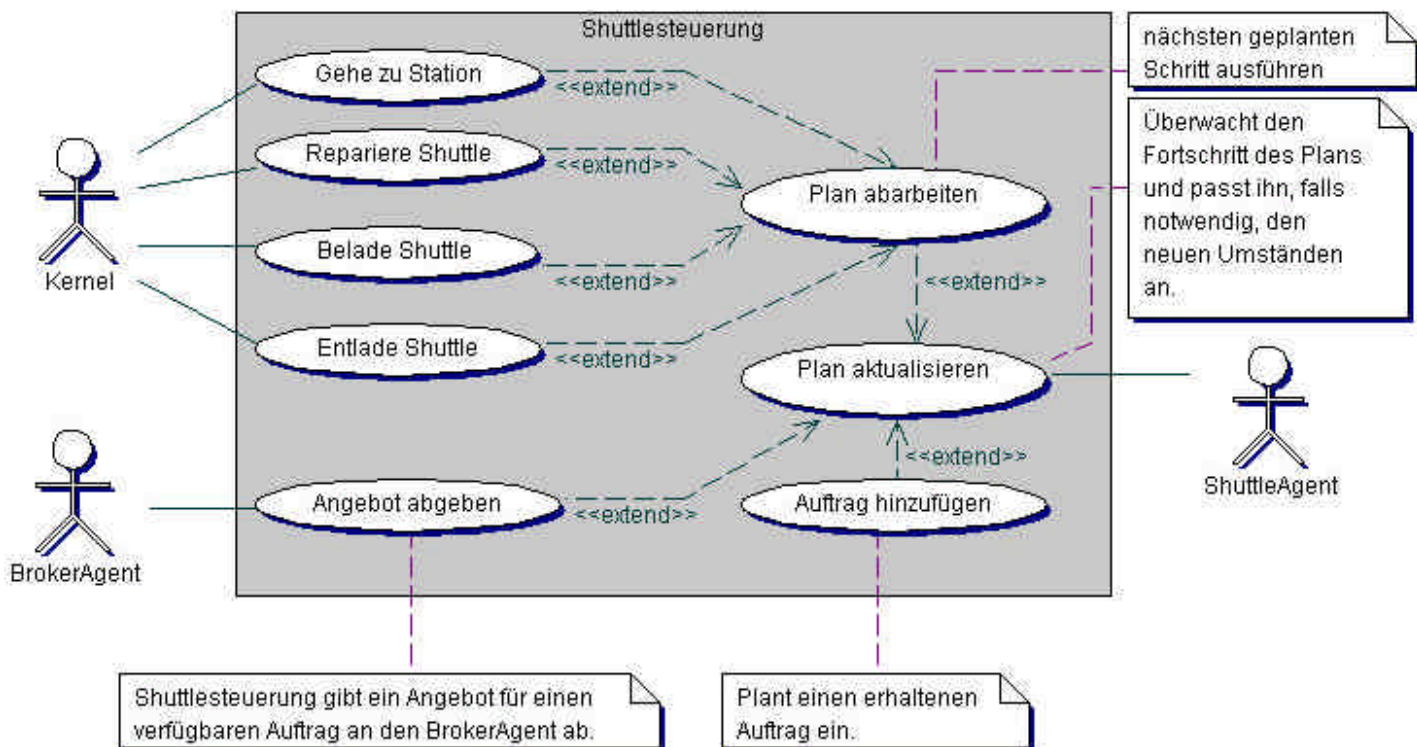 Shuttlesteuerung
nächsten geplanten
Schritt ausführen
Gehe zu Station
<<extend>>
Überwacht den
Fortschritt des Plans
und passt ihn, falls
notwendig, den
neuen Umständen
an.
Repariere Shuttle
<<extend>>
Plan abarbeiten
Belade Shuttle
<<extend>>
<<extend>>
Kernel
Entlade Shuttle
<<extend>>
Plan aktualisieren
<<extend>>
ShuttleAgent
Angebot abgeben
<<extend>>
Auftrag hinzufügen
BrokerAgent
Shuttlesteuerung gibt ein Angebot für einen
verfügbaren Auftrag an den BrokerAgent ab.
Plant einen erhaltenen
Auftrag ein.